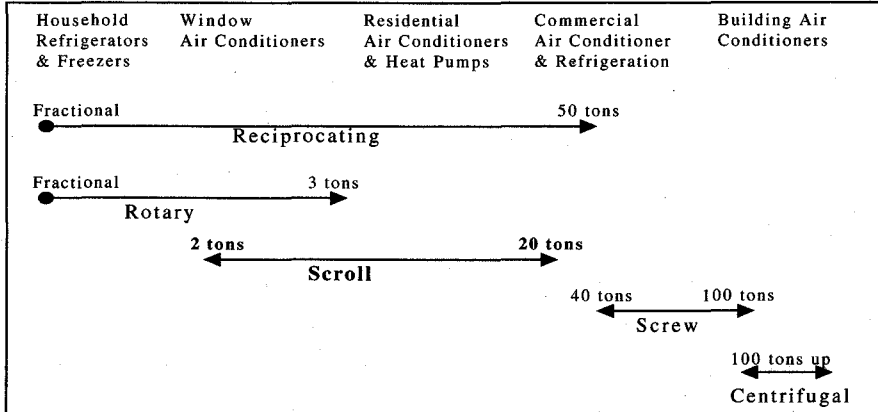 Household
Refrigerators
& Freezers
Window
Air Conditioners
Residential
Air Conditioners
& Heat Pumps
Commercial
Air Conditioner
& Refrigeration
Building Air
Conditioners
Fractional
50 tons
Reciprocating
Fractional
3 tons
Rotary
2 tons
20 tons
Scroll
40 tons
100 tons
Screw
100 tons up
Centrifugal